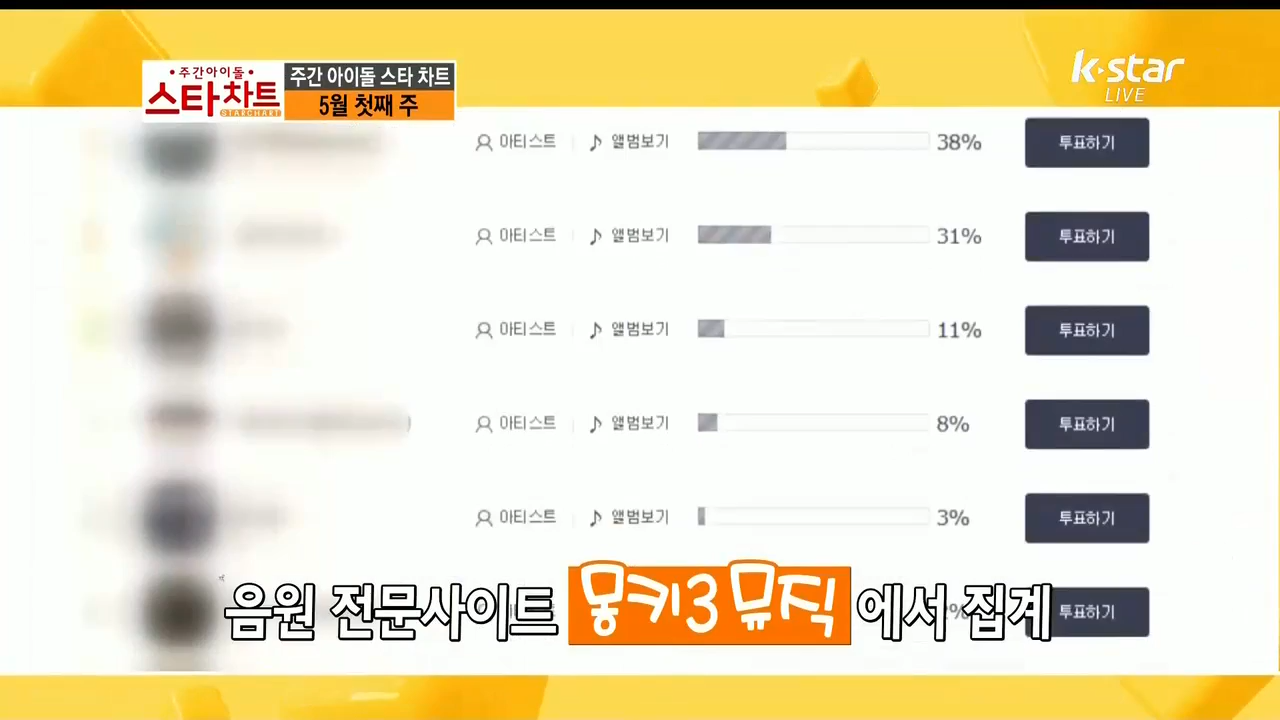 주간아이돌
스타차트
STARCHART
주간 아이돌 스타 차트
5월 첫째 주
k·star
LIVE
아티스트 앨범보기 38% 투표하기
아티스트 앨범보기 31% 투표하기
아티스트 앨범보기 11% 투표하기
아티스트 앨범보기 8% 투표하기
아티스트 앨범보기 3% 투표하기
투표하기
음원 전문사이트 몽키3 뮤직에서 집계